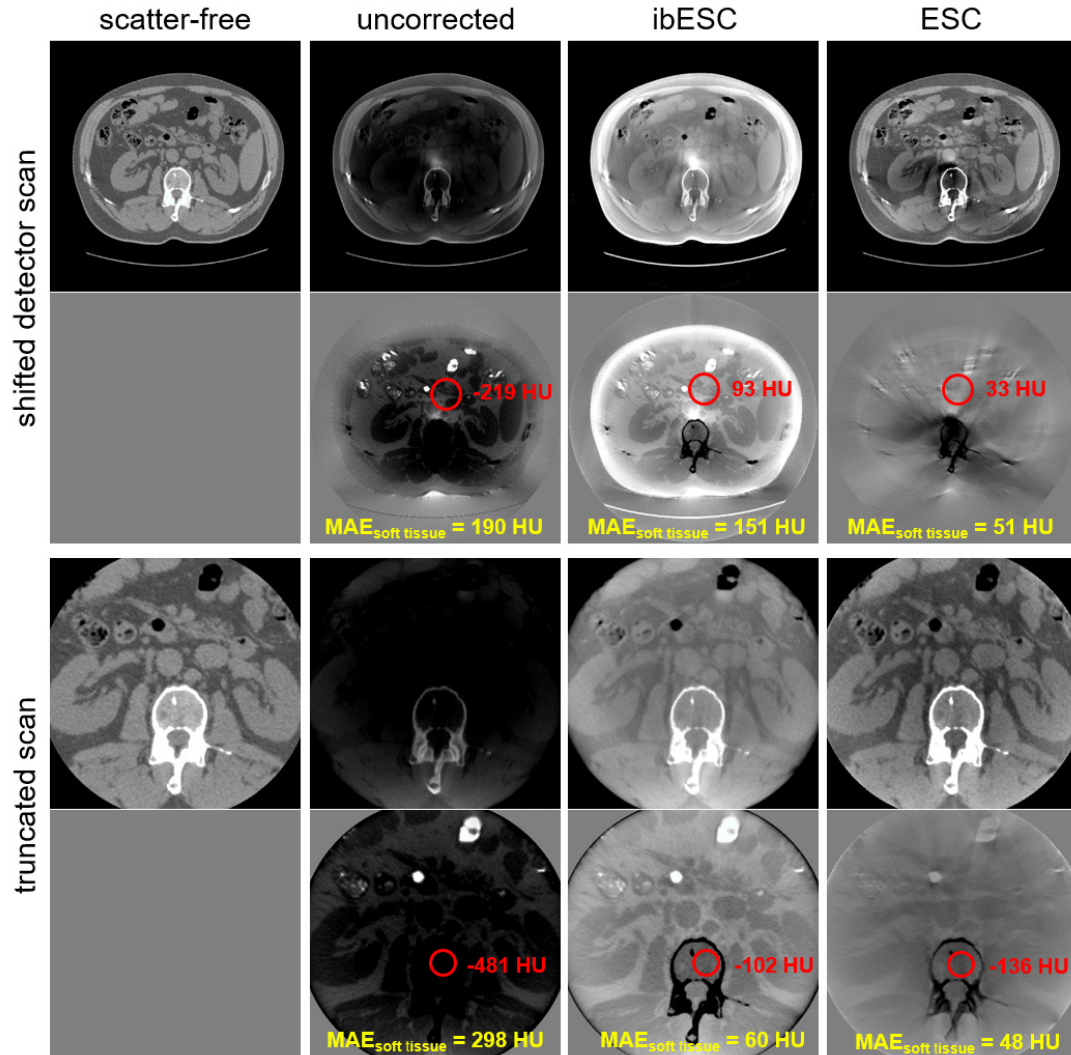 scatter-free
uncorrected
ibESC
ESC
shifted detector scan
-219 HU
93 HU
33 HU
MAEsoft tissue = 190 HU
MAEsoft tissue = 151 HU
MAEsoft tissue = 51 HU
truncated scan
-481 HU
-102 HU
-136 HU
MAEsoft tissue = 298 HU
MAEsoft tissue = 60 HU
MAEsoft tissue = 48 HU